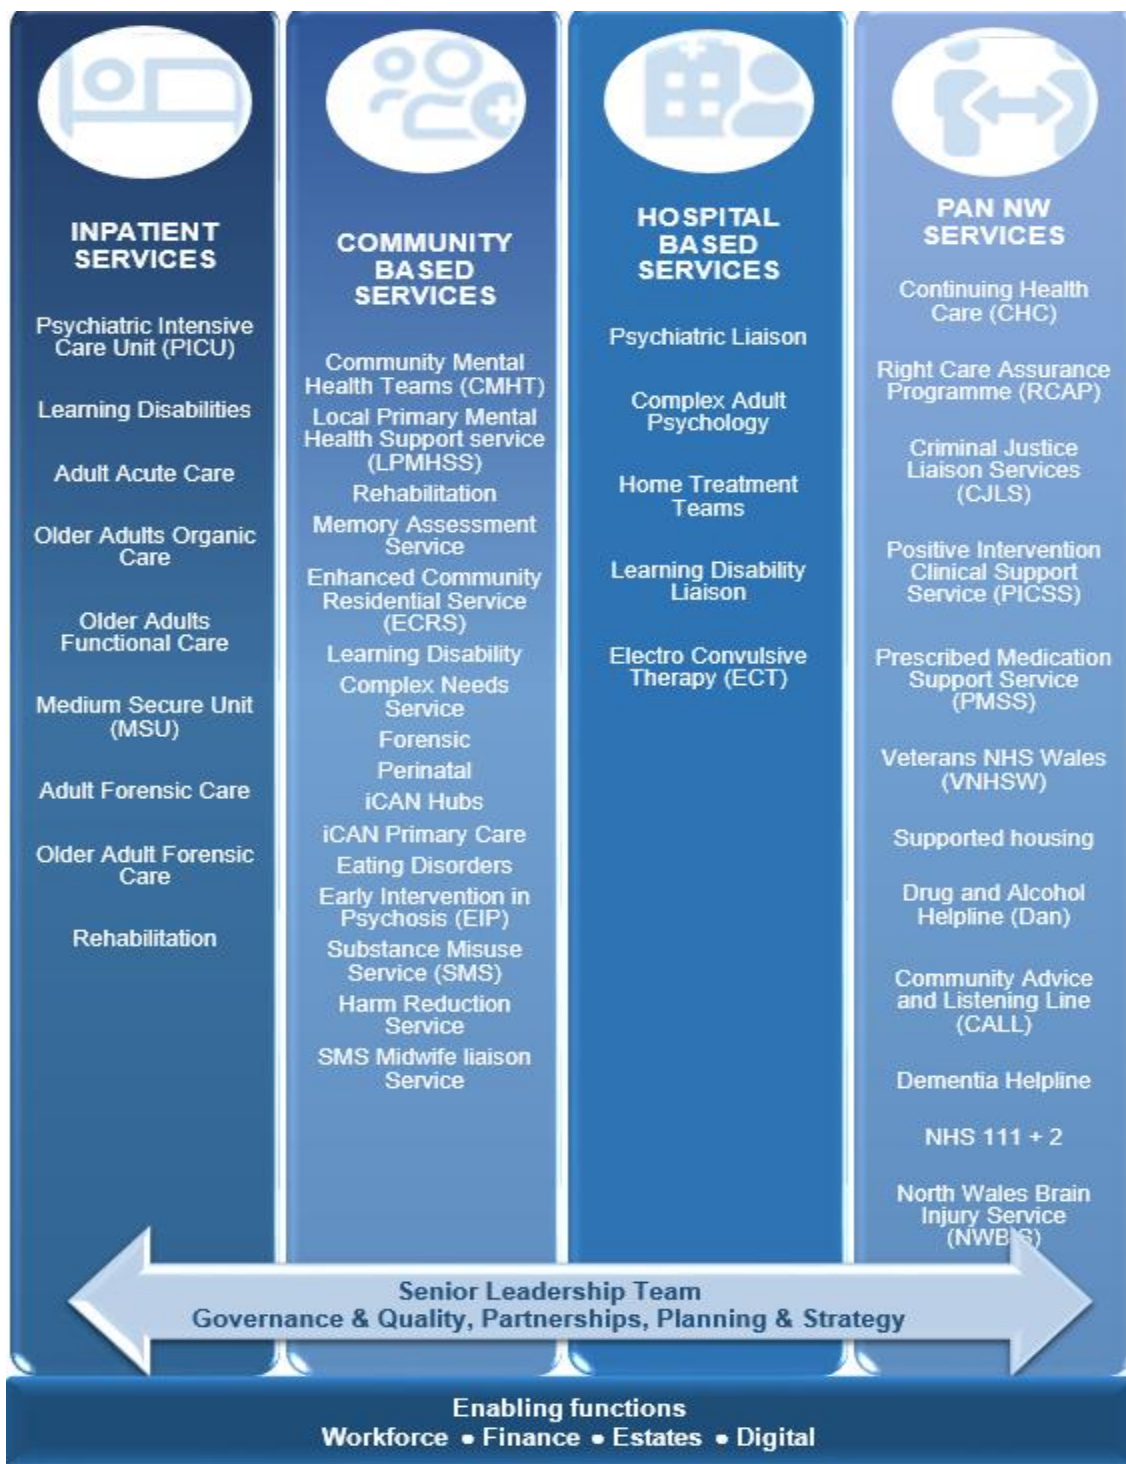 INPATIENT
SERVICES
Psychiatric Intensive
Care Unit (PICU)
Learning Disabilities
Adult Acute Care
Older Adults Organic
Care
Older Adults
Functional Care
Medium Secure Unit
(MSU)
Adult Forensic Care
Older Adult Forensic
Care
Rehabilitation
COMMUNITY
BASED
SERVICES
Community Mental
Health Teams (CMHT)
Local Primary Mental
Health Support service
(LPMHSS)
Rehabilitation
Memory Assessment
Service
Enhanced Community
Residential Service
(ECRS)
Learning Disability
Complex Needs
Service
Forensic
Perinatal
iCAN Hubs
iCAN Primary Care
Eating Disorders
Early Intervention in
Psychosis (EIP)
Substance Misuse
Service (SMS)
Harm Reduction
Service
SMS Midwife liaison
Service
HOSPITAL
BASED
SERVICES
Psychiatric Liaison
Complex Adult
Psychology
Home Treatment
Teams
Learning Disability
Liaison
Electro Convulsive
Therapy (ECT)
PAN NW
SERVICES
Continuing Health
Care (CHC)
Right Care Assurance
Programme (RCAP)
Criminal Justice
Liaison Services
(CJLS)
Positive Intervention
Clinical Support
Service (PICSS)
Prescribed Medication
Support Service
(PMSS)
Veterans NHS Wales
(VNHSW)
Supported housing
Drug and Alcohol
Helpline (Dan)
Community Advice
and Listening Line
(CALL)
Dementia Helpline
NHS 111 + 2
North Wales Brain
Injury Service
(NWBIS)
Senior Leadership Team
Governance & Quality, Partnerships, Planning & Strategy
Enabling functions
Workforce • Finance • Estates • Digital